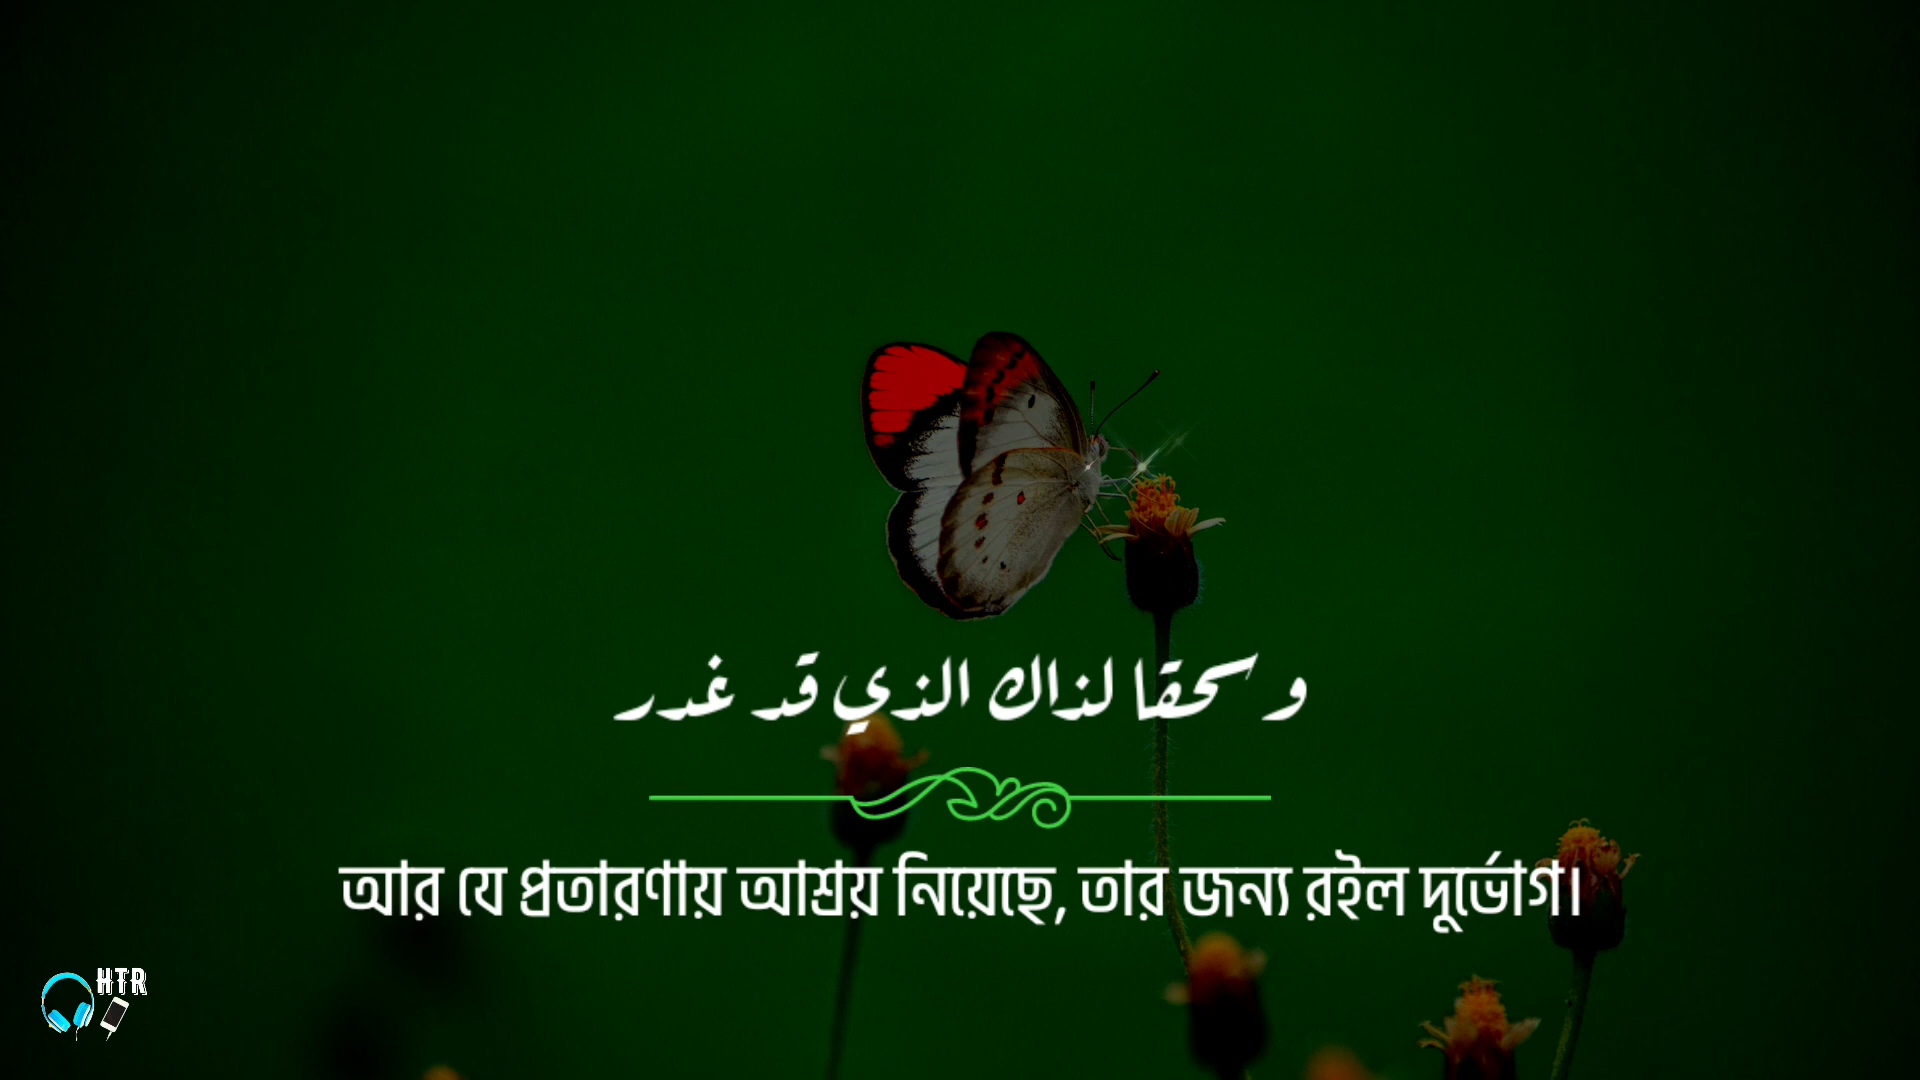 و سحقا لذاك الذي قد غدر
আর যে প্রতারণায় আশ্রয় নিয়েছে, তার জন্য রইল দুর্ভোগ।
HTR